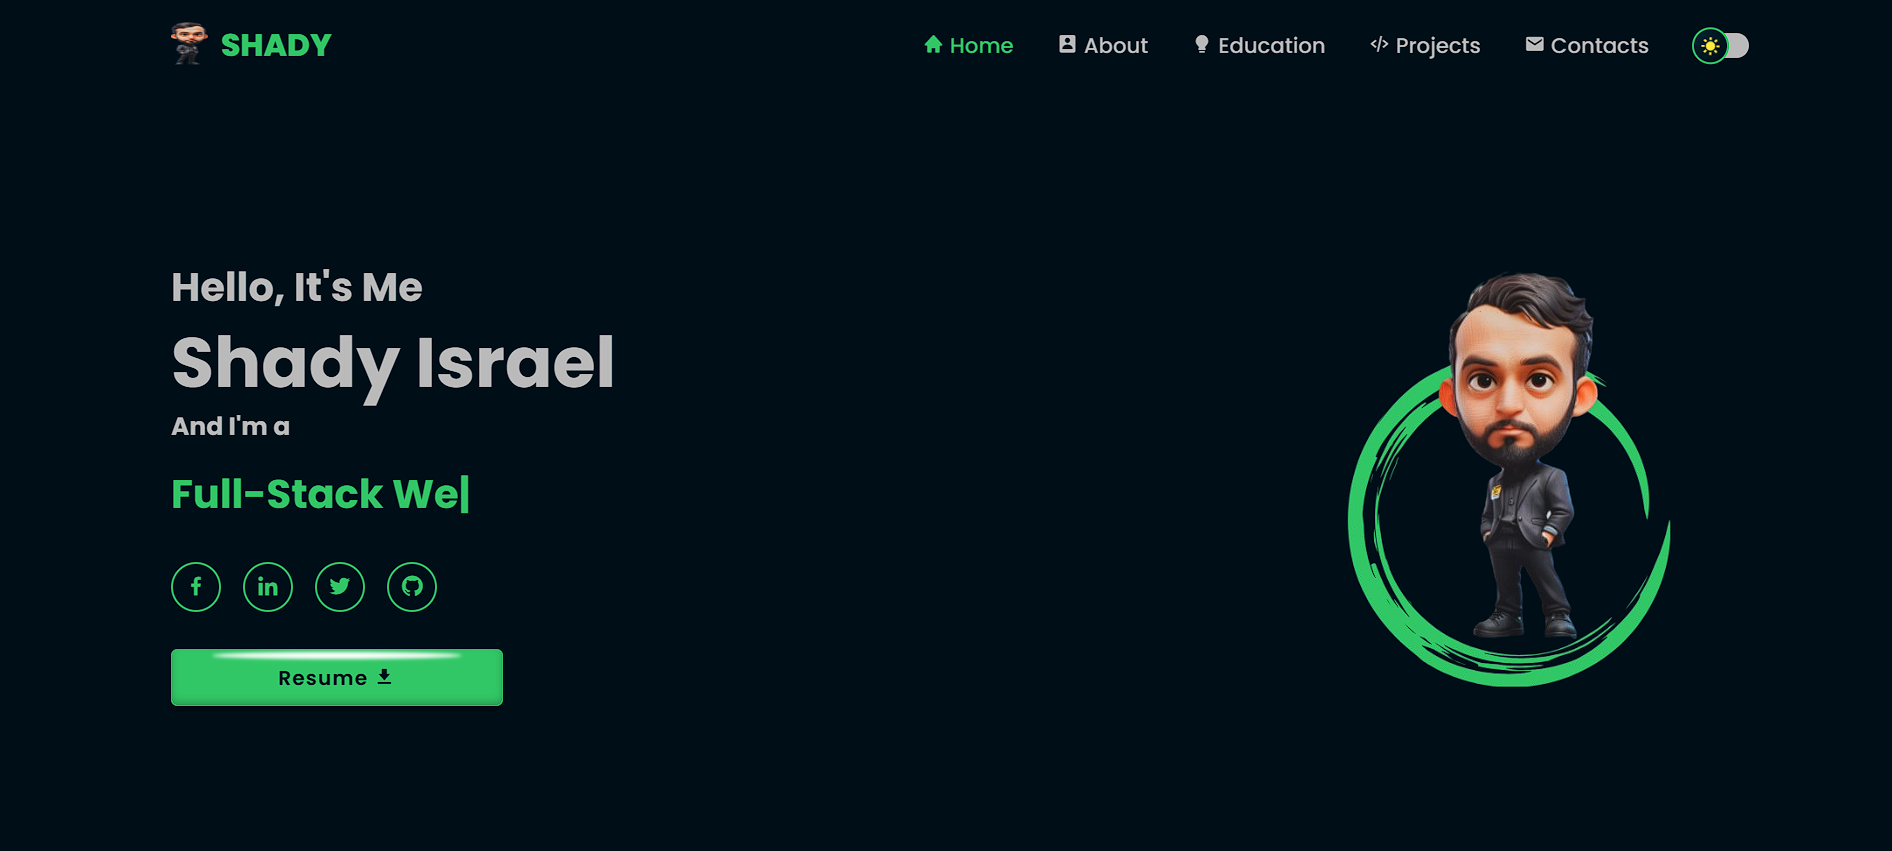 SHADY
Home About Education Projects Contacts
Hello, It's Me
Shady Israel
And I'm a
Full-Stack We|
Resume